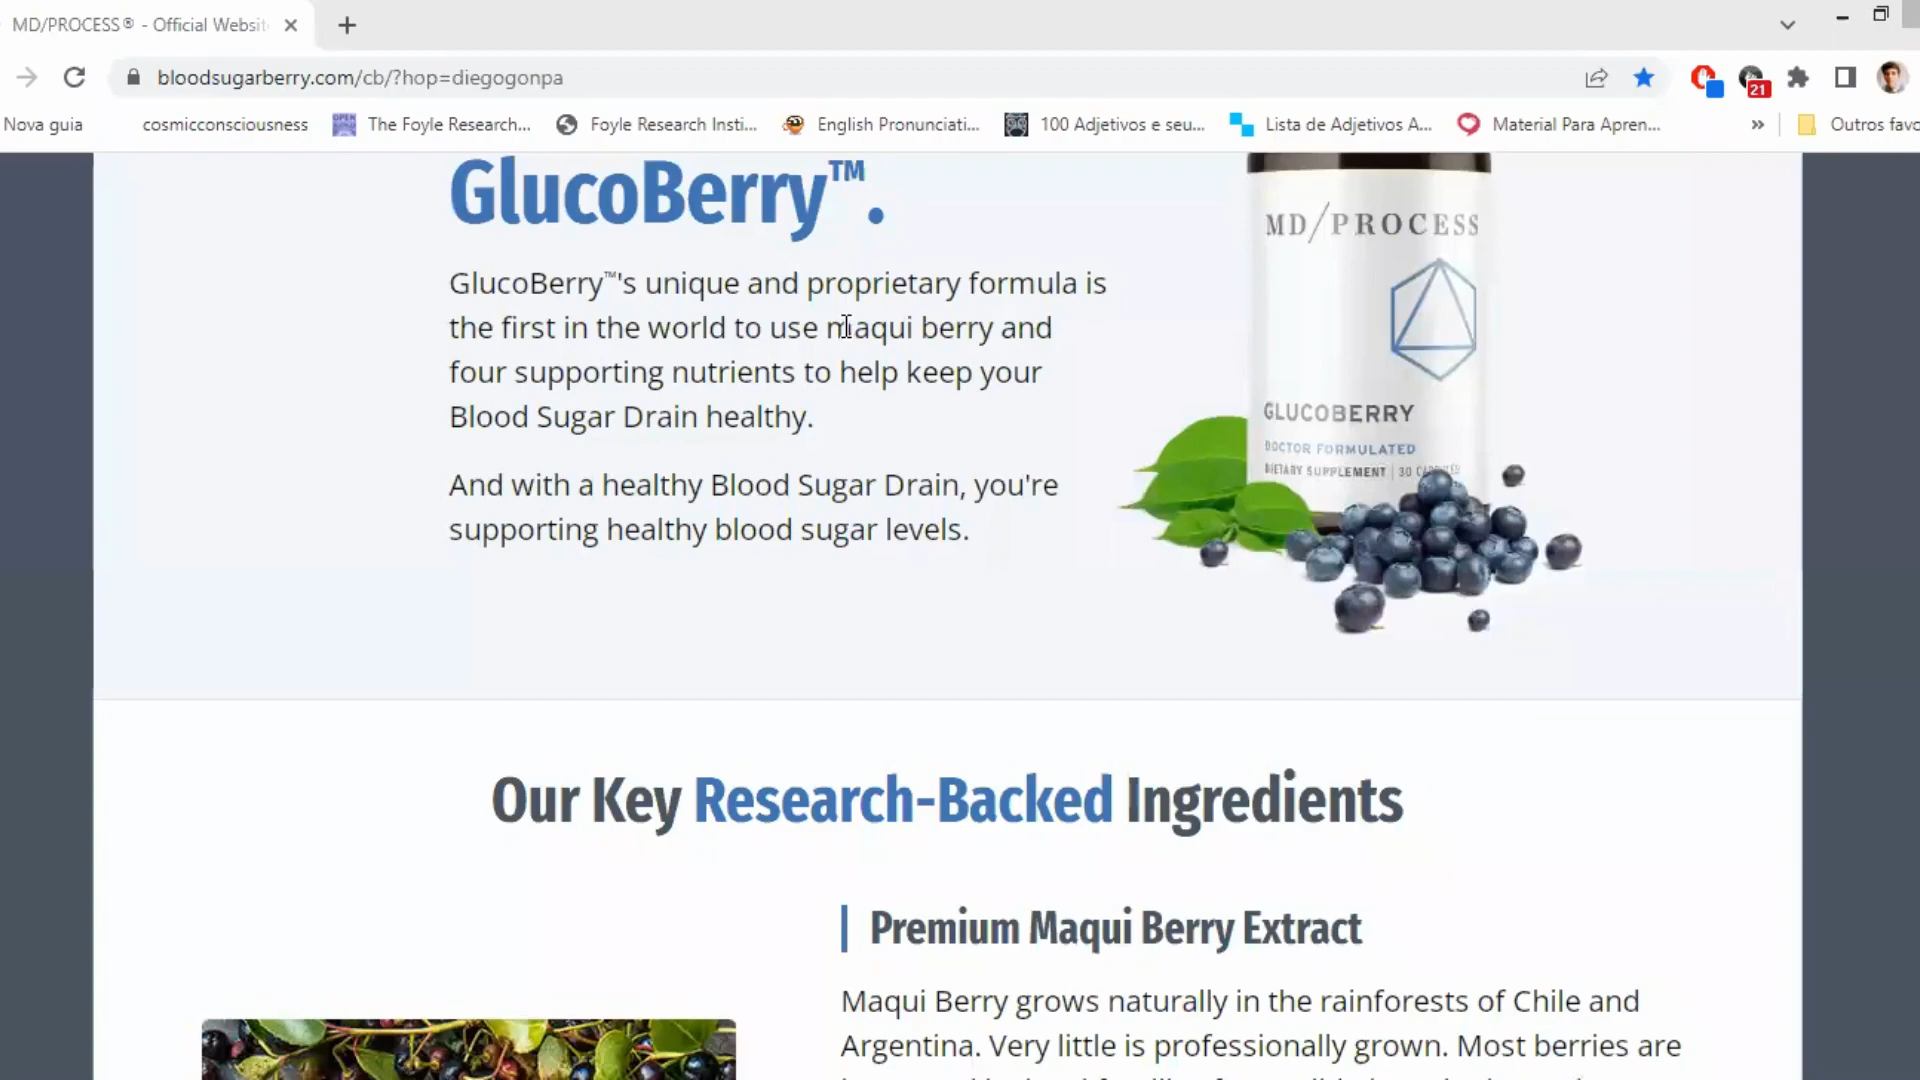 MD/PROCESS® - Official Websit
bloodsugarberry.com/cb/?hop=diegogonpa
21
Nova guia
cosmicconsciousness
The Foyle Research...
Foyle Research Insti...
English Pronunciati...
100 Adjetivos e seu...
Lista de Adjetivos A...
Material Para Apren...
Outros favo
GlucoBerry™.
GlucoBerry™'s unique and proprietary formula is
the first in the world to use maqui berry and
four supporting nutrients to help keep your
Blood Sugar Drain healthy.
And with a healthy Blood Sugar Drain, you're
supporting healthy blood sugar levels.
MD/PROCESS
GLUCOBERRY
DOCTOR FORMULATED
DIETARY SUPPLEMENT | 30 CAPSULES
Our Key Research-Backed Ingredients
Premium Maqui Berry Extract
Maqui Berry grows naturally in the rainforests of Chile and
Argentina. Very little is professionally grown. Most berries are